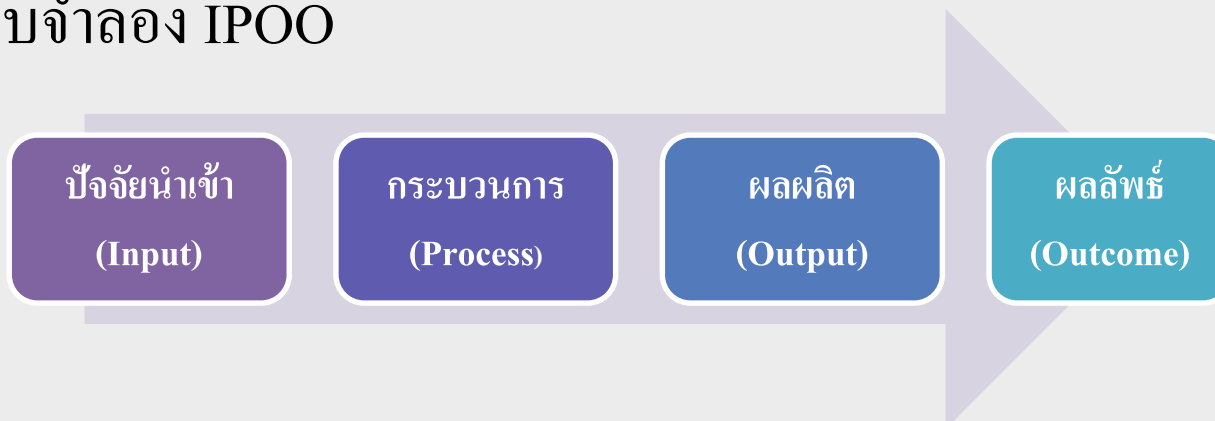 บจำลอง IPOO
ปัจจัยนำเข้า
(Input)
กระบวนการ
(Process)
ผลผลิต
(Output)
ผลลัพธ์
(Outcome)